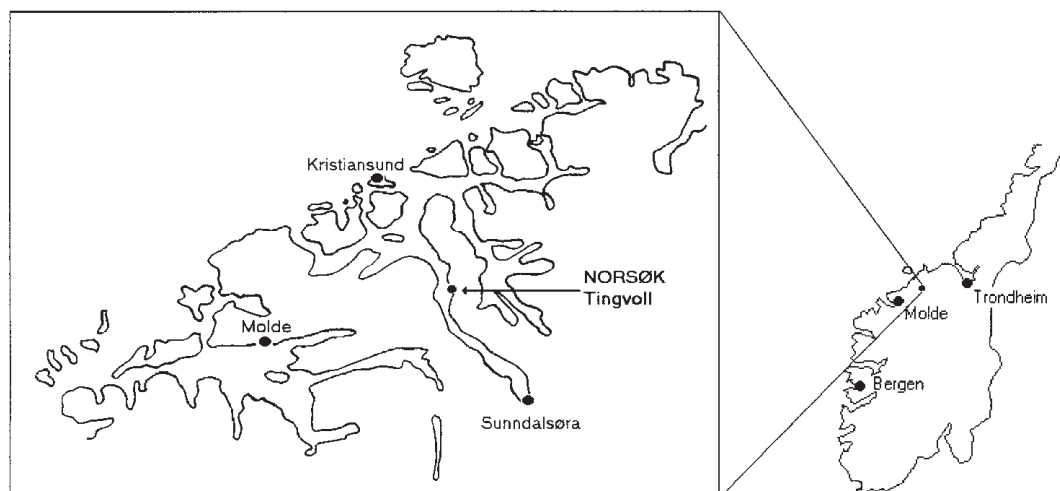 Kristiansund
NORSØK
Tingvoll
Molde
Sunndalsøra
Trondheim
Molde
Bergen